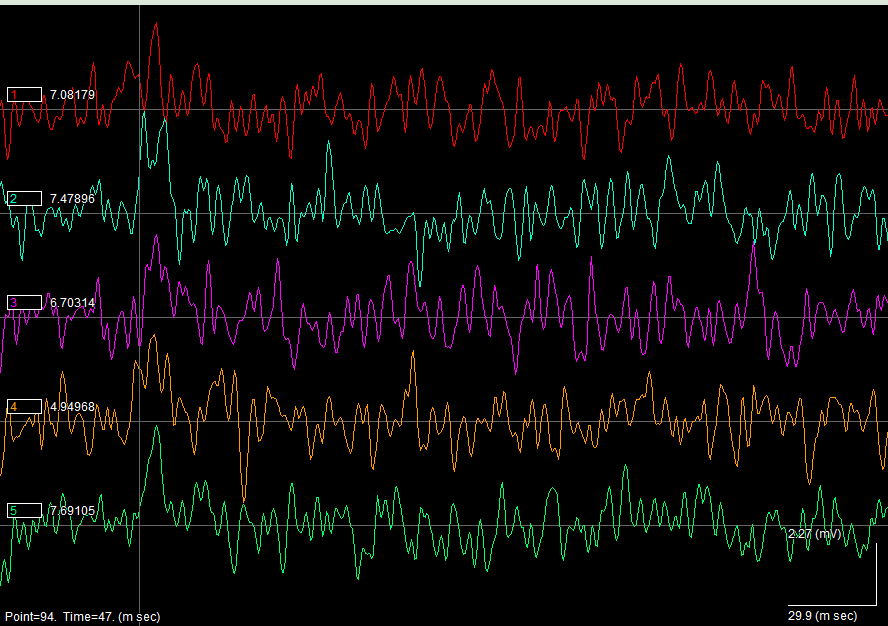 1 7.08179
2 7.47896
3 6.70314
4 4.94968
5 7.69105
2.27 (mV)
Point=94. Time=47. (m sec)
29.9 (m sec)